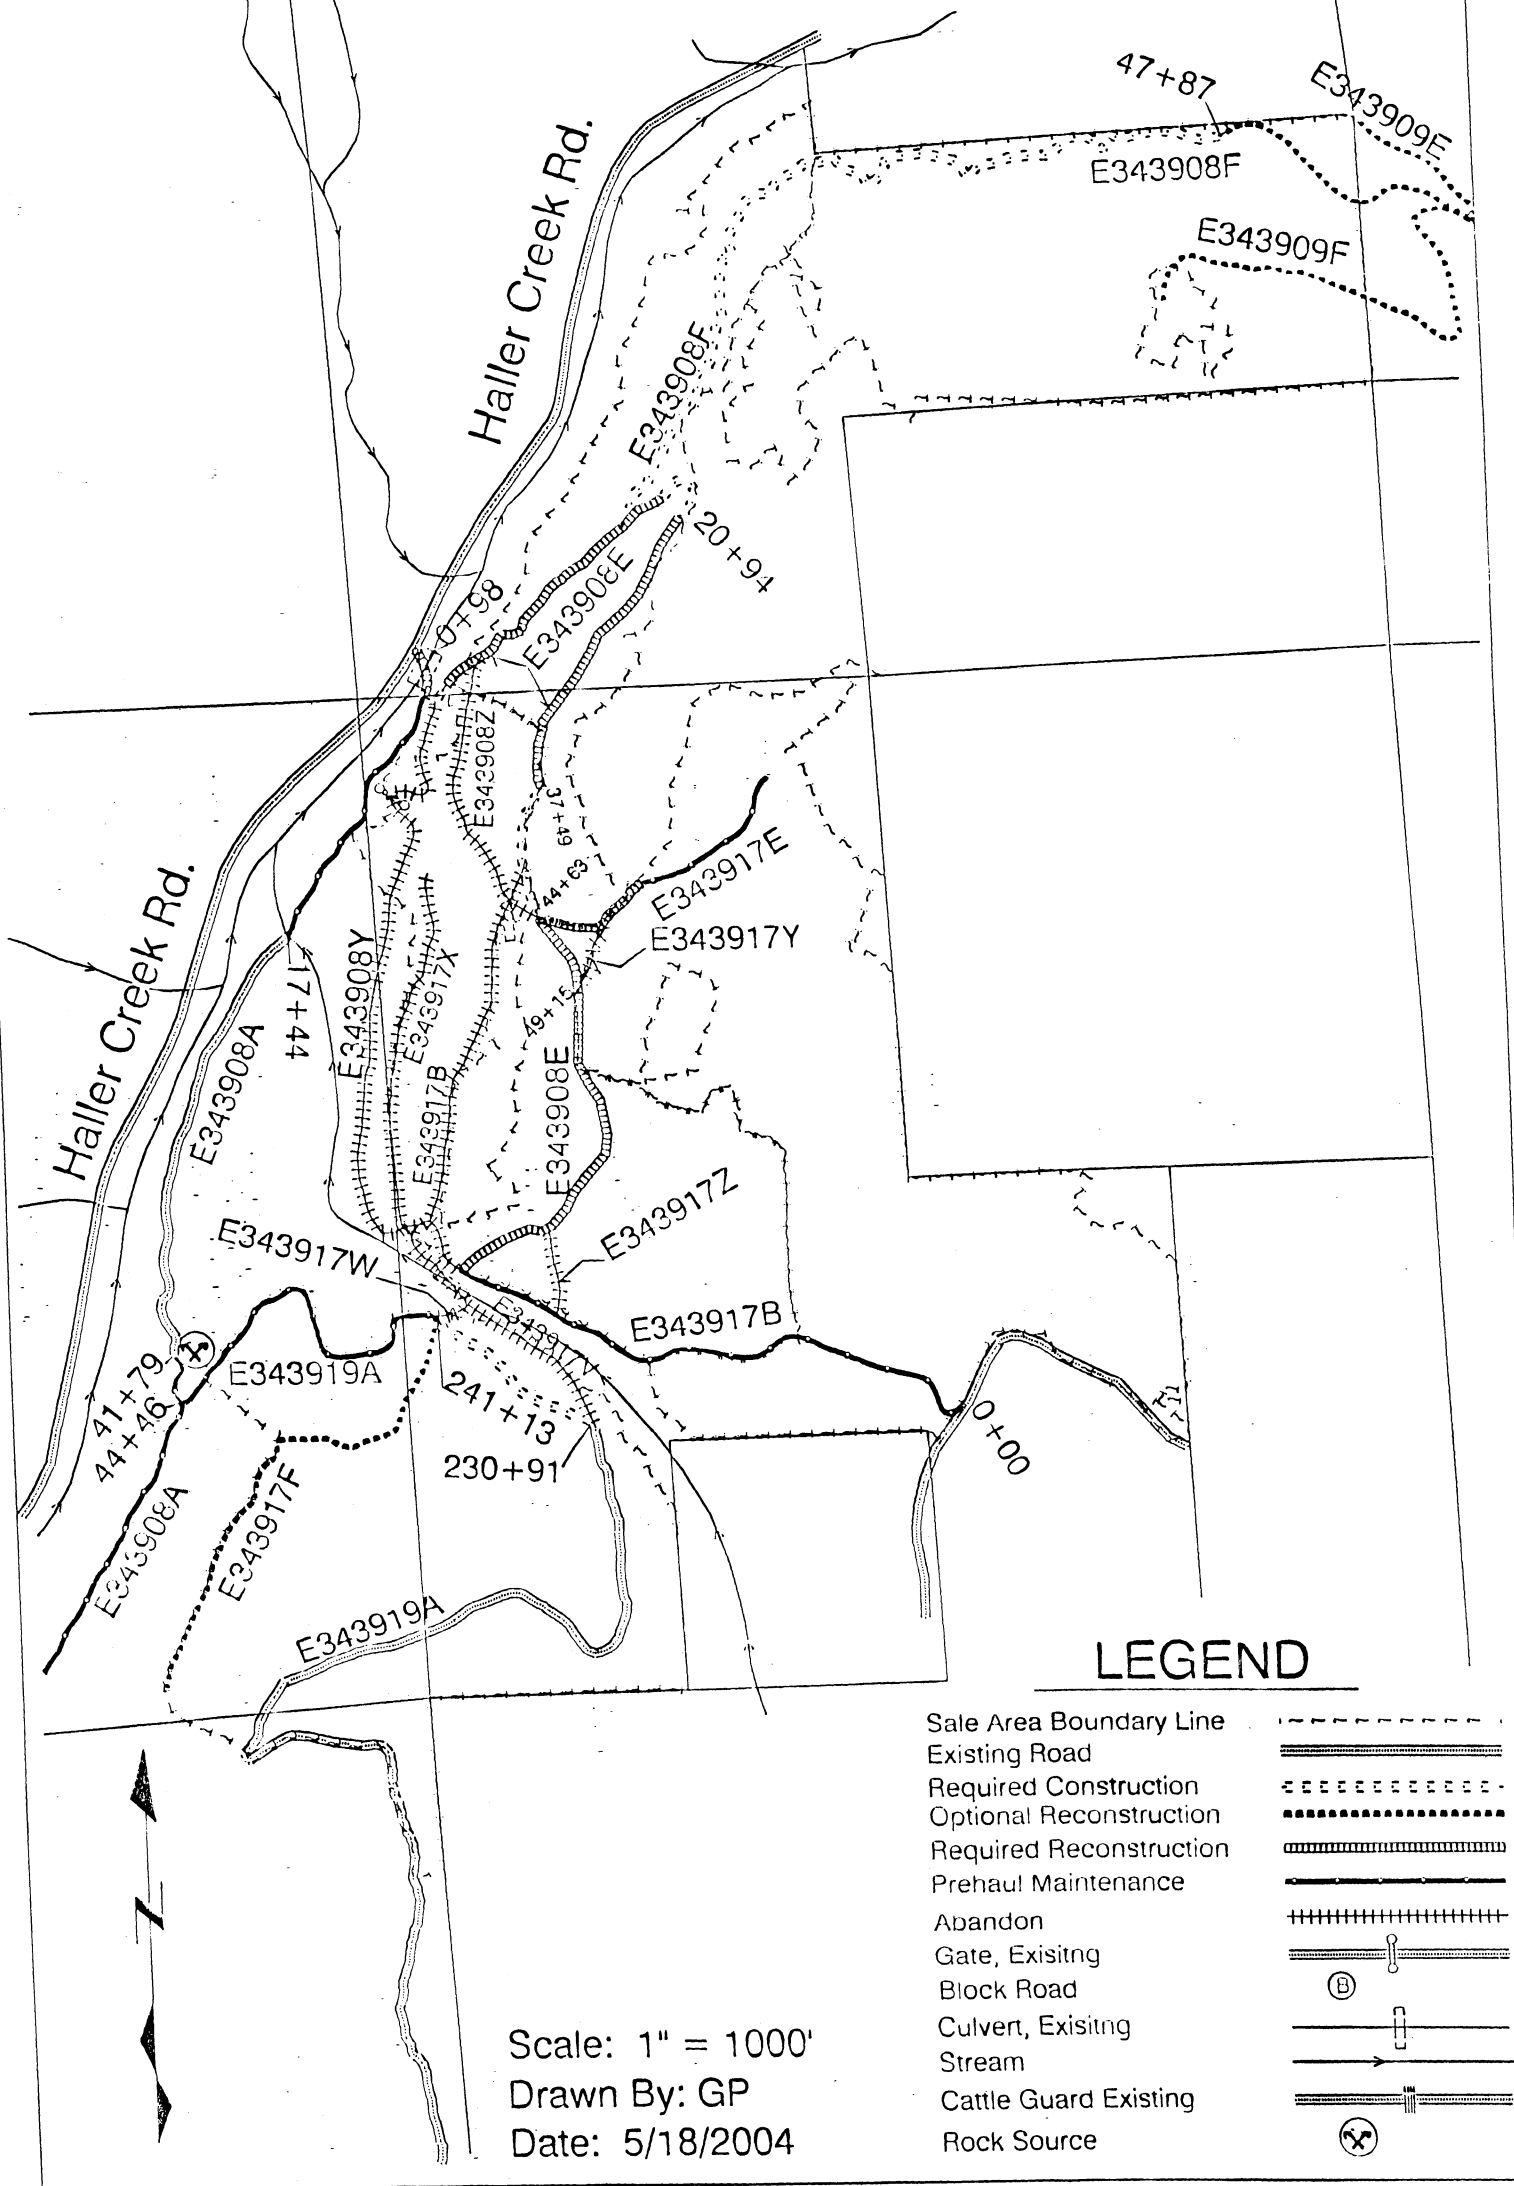 47+87
E343909E
E343908F
E343909F
Haller Creek Rd.
E343908F
20+94
0+98
E343908E
E343908Z
37+49
44+63
E343917E
E343917Y
Haller Creek Rd.
17+44
E343908Y
E343917X
49+15
E343908A
E343917B
E343908E
E343917Z
E343917W
E343917V
E343917B
41+79
44+46
E343919A
241+13
0+00
230+91
E343908A
E343917F
E343919A
N
LEGEND
Sale Area Boundary Line
Existing Road
Required Construction
Optional Reconstruction
Required Reconstruction
Prehaul Maintenance
Abandon
Gate, Exisitng
Block Road B
Culvert, Exisitng
Stream
Cattle Guard Existing
Rock Source
Scale: 1" = 1000'
Drawn By: GP
Date: 5/18/2004